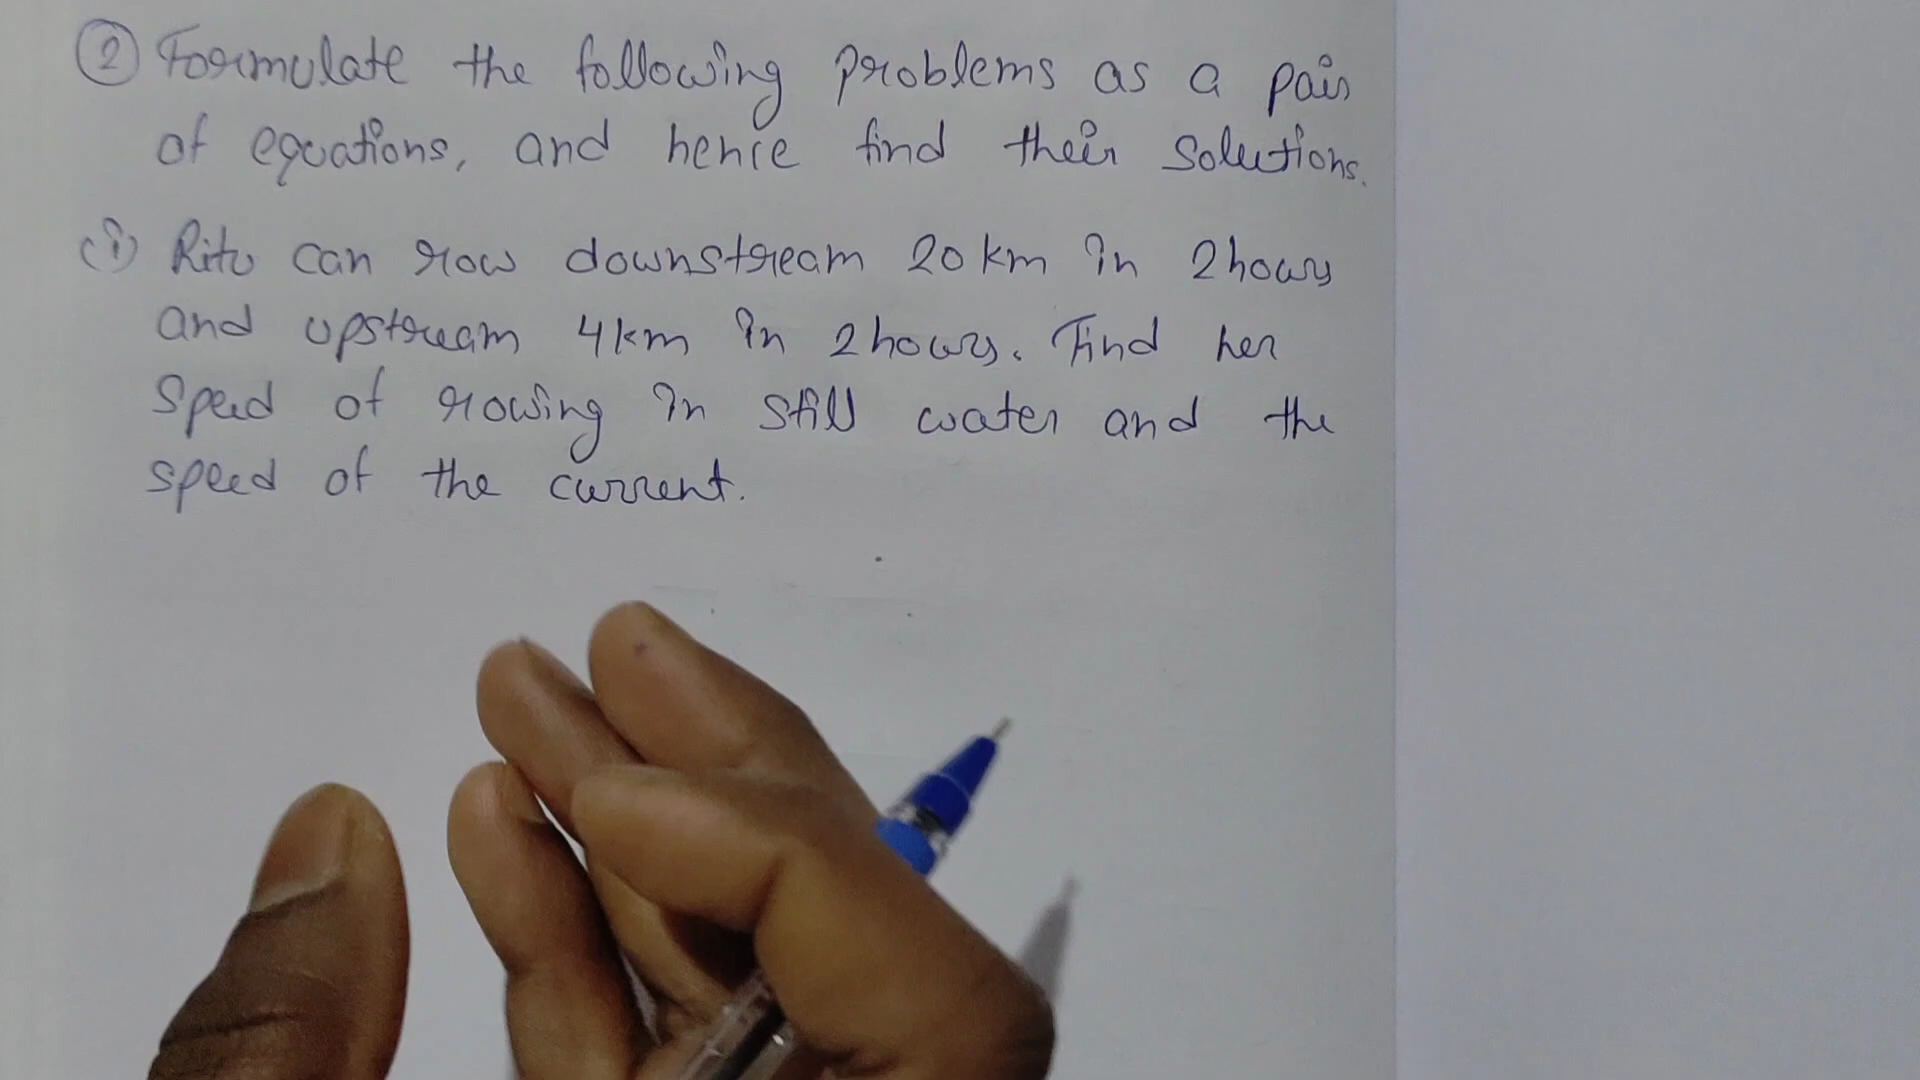 ② Formulate the following problems as a pair
of equations, and hence find their solutions.
(i) Ritu can row downstream 20 km in 2 hours
and upstream 4 km in 2 hours. Find her
speed of rowing in still water and the
speed of the current.